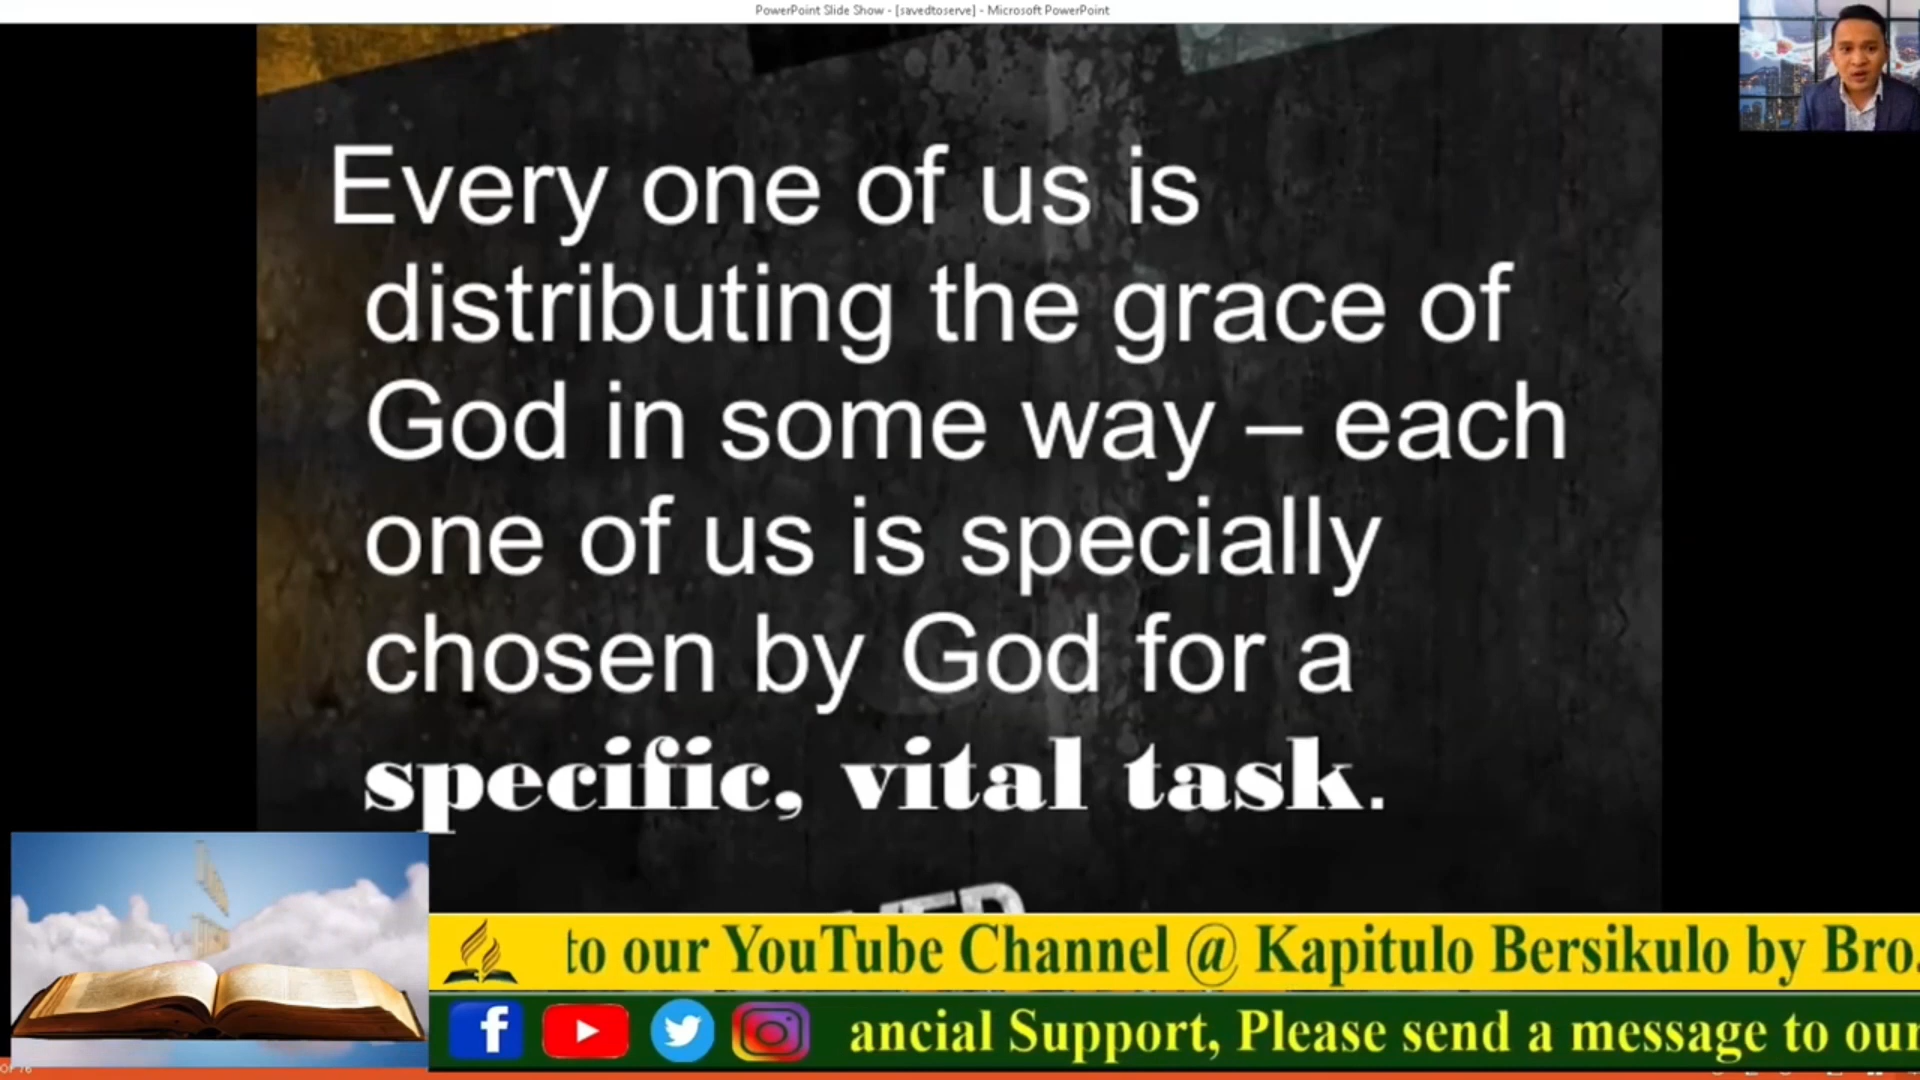 PowerPoint Slide Show - [savedtoserve] - Microsoft PowerPoint
Every one of us is
distributing the grace of
God in some way – each
one of us is specially
chosen by God for a
specific, vital task.
to our YouTube Channel @ Kapitulo Bersikulo by Bro.
ancial Support, Please send a message to our